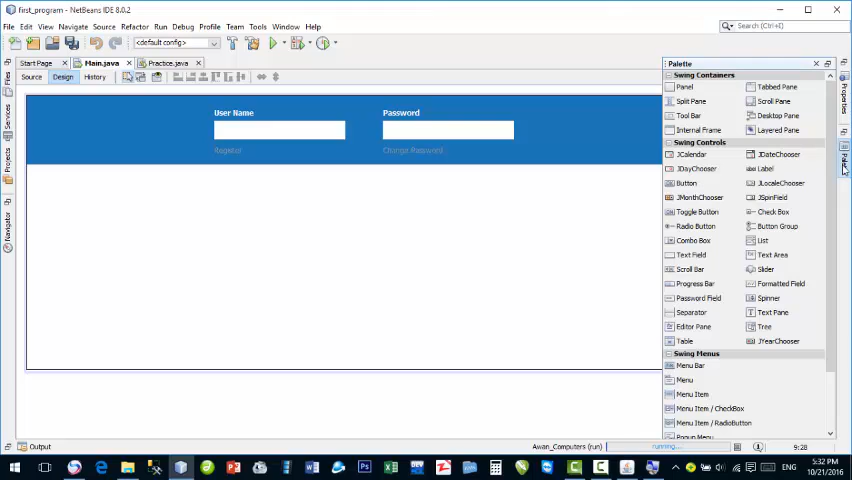 first_program - NetBeans IDE 8.0.2
File Edit View Navigate Source Refactor Run Debug Profile Team Tools Window Help
Search (Ctrl+I)
<default config>
Start Page Main.java Practice.java
Source Design History
User Name Password
Register Change Password
Files
Services
Projects
Navigator
Palette
Swing Containers
Panel Tabbed Pane
Split Pane Scroll Pane
Tool Bar Desktop Pane
Internal Frame Layered Pane
Swing Controls
JCalendar JDateChooser
JDayChooser Label
Button JLocaleChooser
JMonthChooser JSpinField
Toggle Button Check Box
Radio Button Button Group
Combo Box List
Text Field Text Area
Scroll Bar Slider
Progress Bar Formatted Field
Password Field Spinner
Separator Text Pane
Editor Pane Tree
Table JYearChooser
Swing Menus
Menu Bar
Menu
Menu Item
Menu Item / CheckBox
Menu Item / RadioButton
Popup Menu
Properties
Output
Awan_Computers (run) running... 9:28
ENG
5:32 PM
10/21/2016